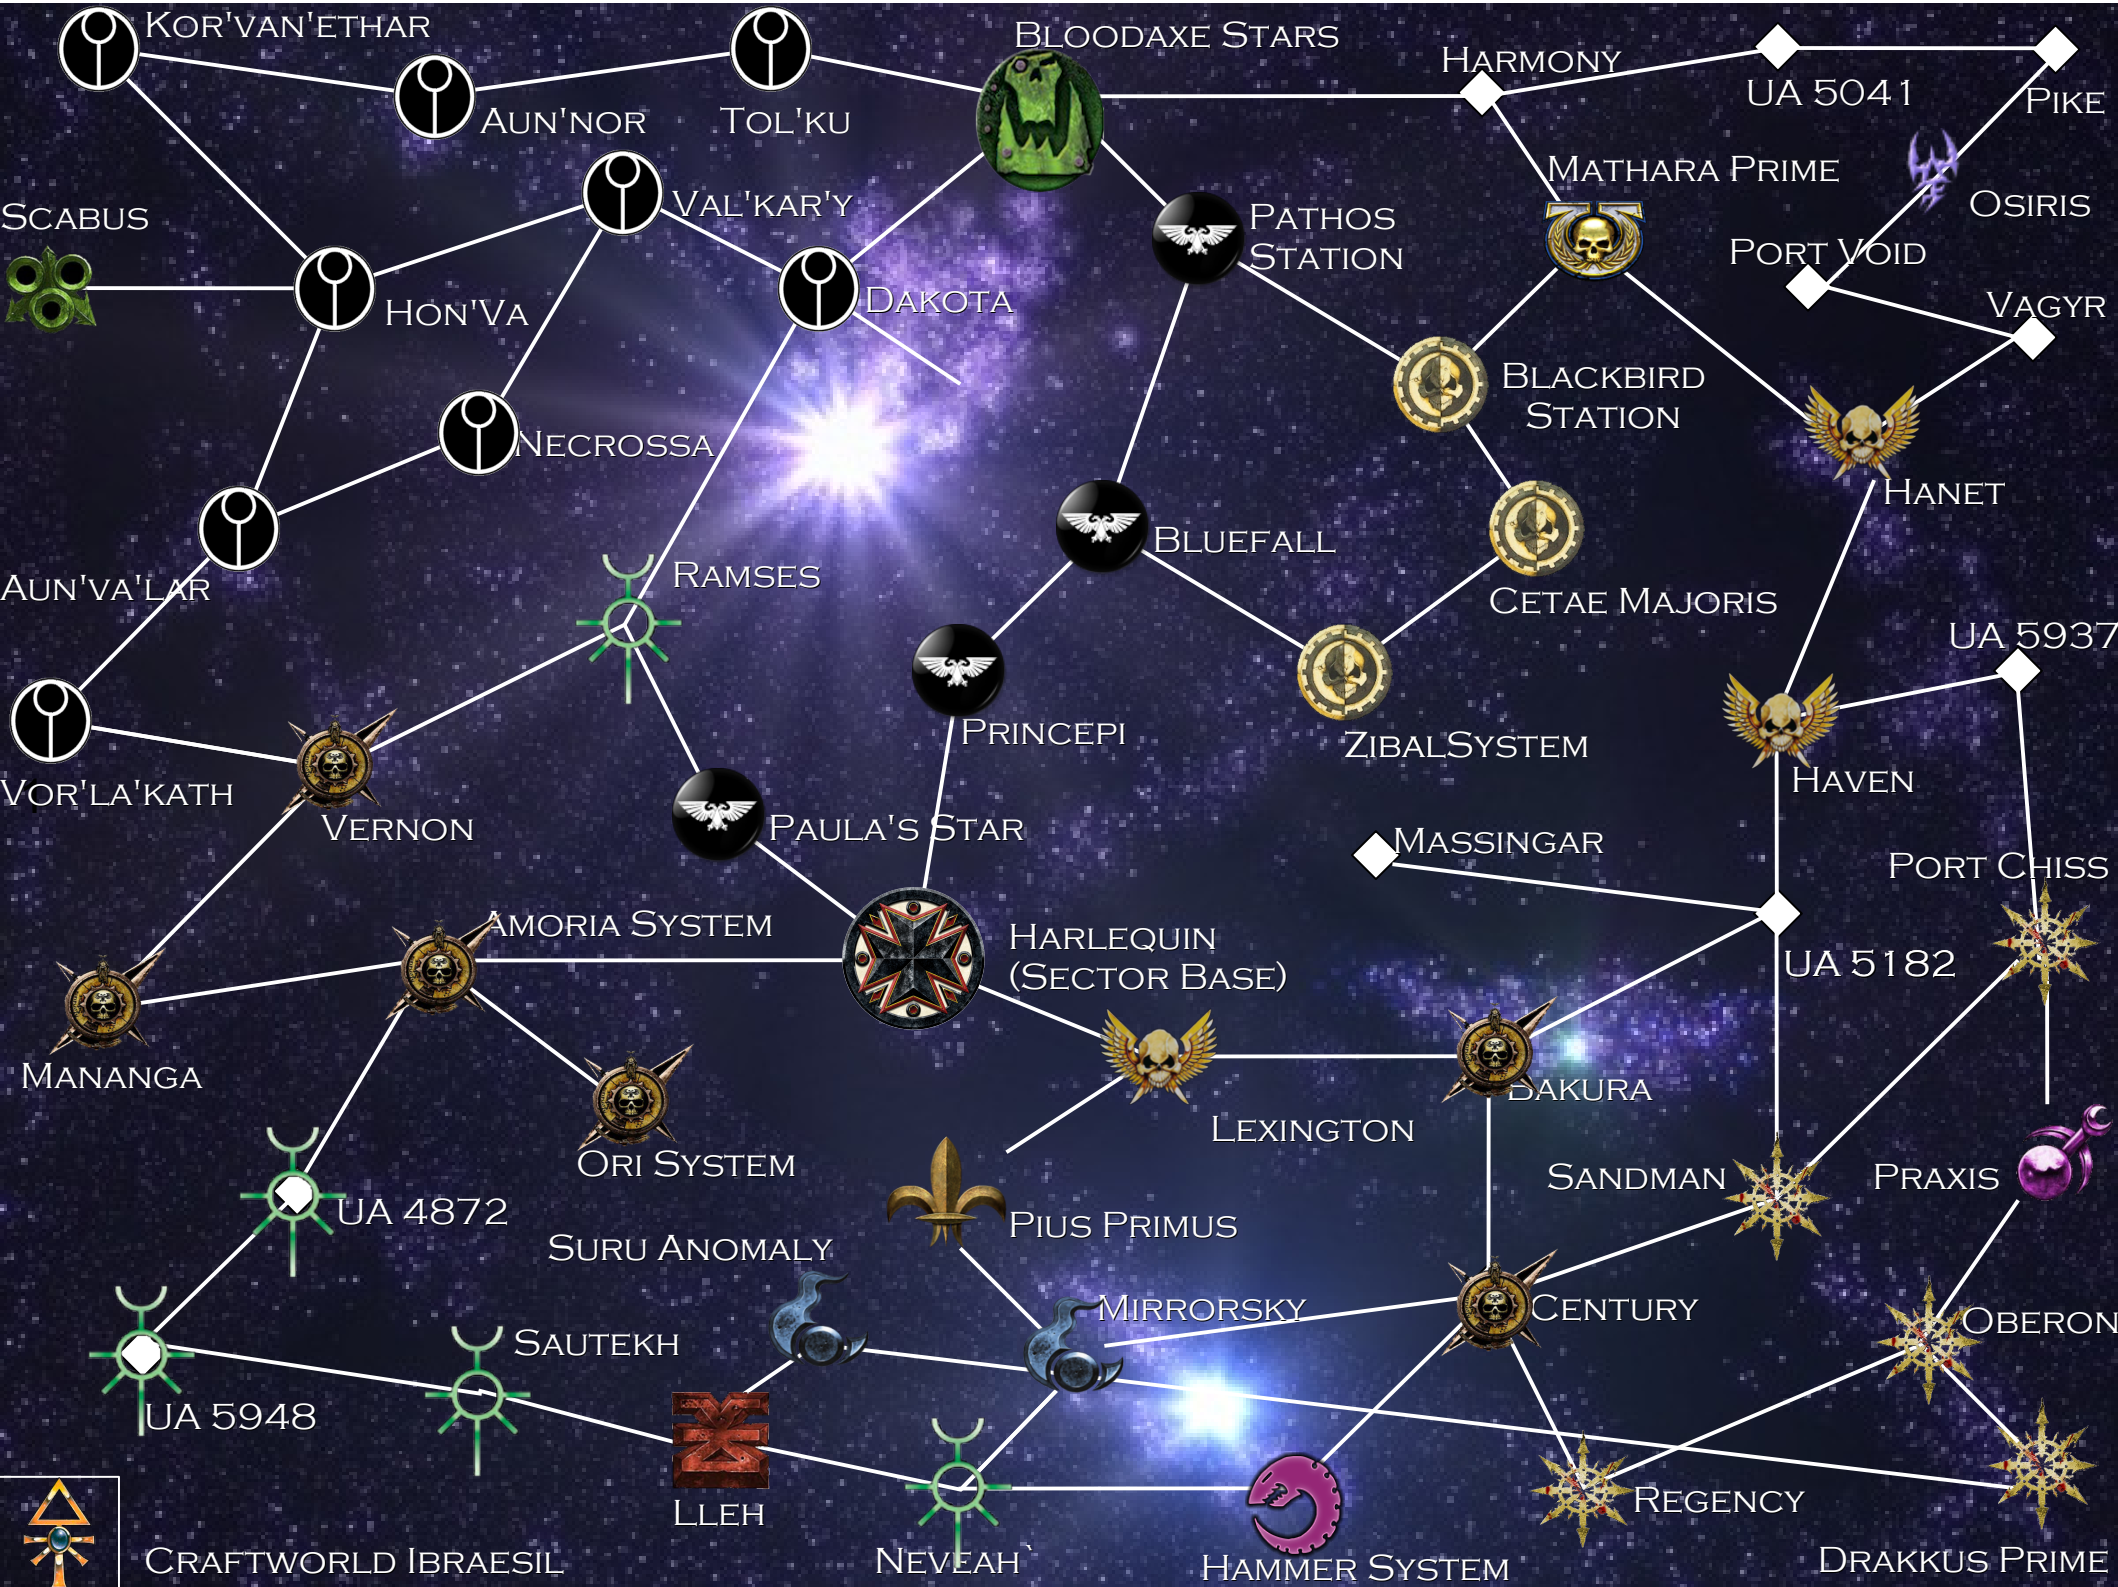 Kor'van'ethar
Bloodaxe Stars
Harmony
UA 5041
Pike
Aun'nor
Tol'ku
Mathara Prime
Val'kar'y
Scabus
Pathos
Station
Osiris
Port Void
Dakota
Hon'Va
Vagyr
Blackbird
Station
Necrossa
Hanet
Bluefall
Ramses
Aun'va'lar
Cetae Majoris
UA 5937
Princepi
ZibalSystem
Haven
Vor'la'kath
Vernon
Paula's Star
Massingar
Port Chiss
Amoria System
Harlequin
(Sector Base)
UA 5182
Mananga
Bakura
Lexington
Ori System
Sandman
Praxis
UA 4872
Pius Primus
Suru Anomaly
Mirrorsky
Century
Oberon
Sautekh
UA 5948
Lleh
Regency
Craftworld Ibraesil
Neveah`
Hammer System
Drakkus Prime